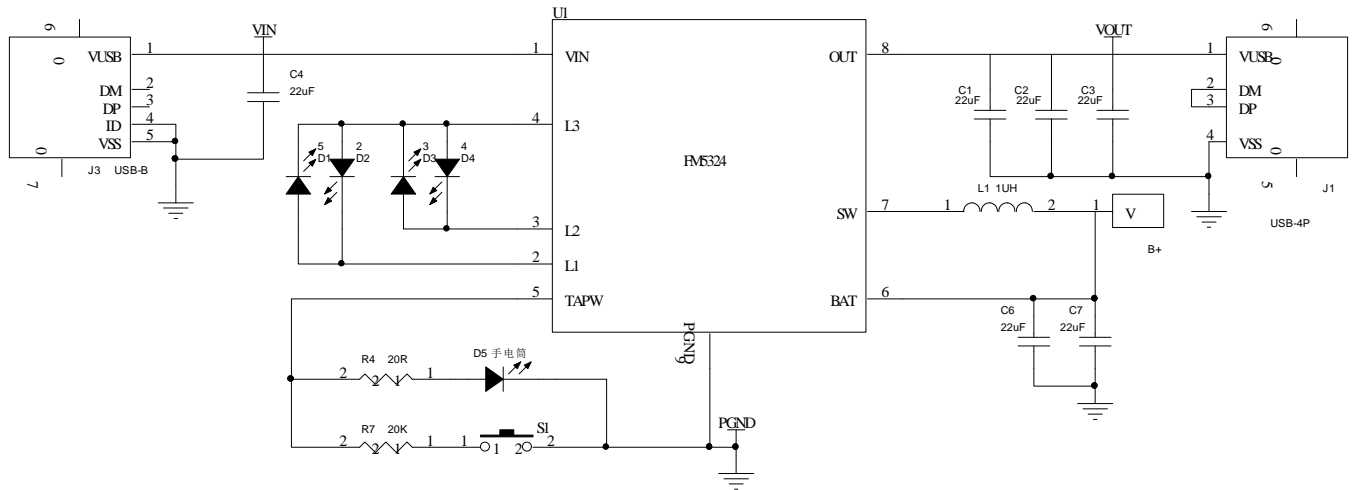 U1
VIN
VOUT
6
0
VUSB 1
DM 2
DP 3
ID 4
VSS 5
0
7
J3 USB-B
C4
22uF
1 VIN
4 L3
3 L2
2 L1
5 TAPW
FM5324
OUT 8
SW 7
BAT 6
PGND
9
5
D1
2
D2
3
D3
4
D4
C1
22uF
C2
22uF
C3
22uF
6
0
1 VUSB
2 DM
3 DP
4 VSS
0
5
J1
USB-4P
L1 1UH
1 2
1 V
B+
C6
22uF
C7
22uF
R4 20R
2 2 1 1
D5 手电筒
R7 20K
2 2 1 1
S1
1 1 2 2
PGND